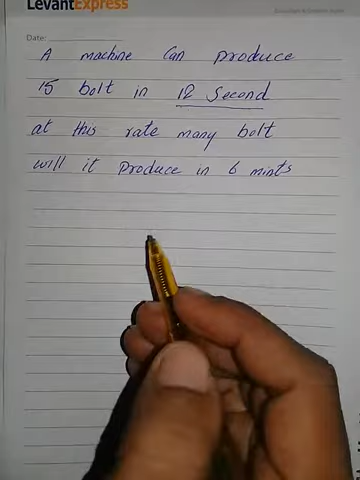 LevantExpress
Date:
A machine can produce
15 bolt in 12 Second
at this rate many bolt
will it produce in 6 mints